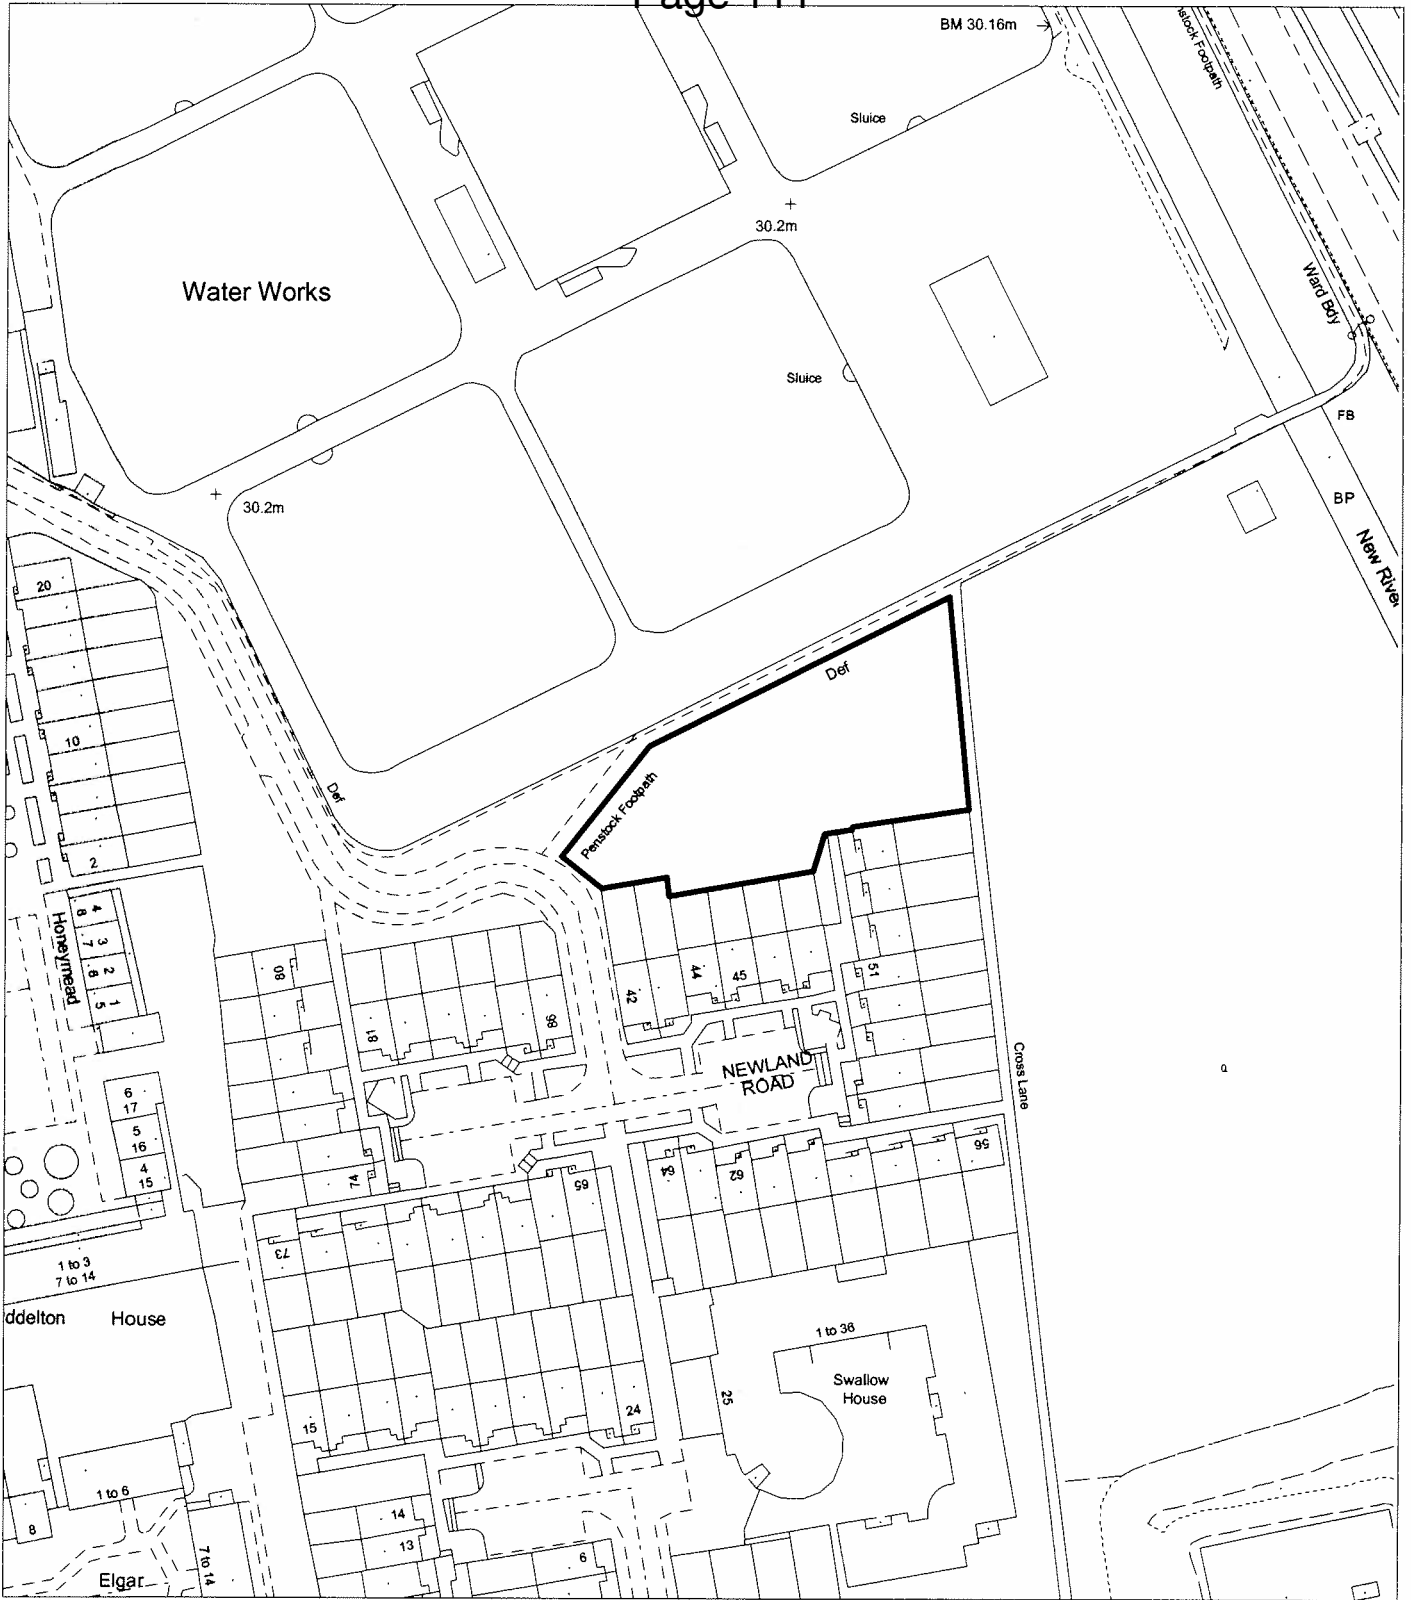 BM 30.16m
Penstock Footpath
Sluice
30.2m
Water Works
Ward Bdy
Sluice
FB
BP
30.2m
New River
20
Def
10
Def
Penstock Footpath
2
4
8
3
7
2
6
1
5
Honeymead
80
81
98
42
44
45
51
NEWLAND
ROAD
Cross Lane
6
17
5
16
4
15
74
65
64
62
56
73
1 to 3
7 to 14
ddelton House
1 to 36
Swallow
House
25
15
24
1 to 6
8
14
13
6
7 to 14
Elgar